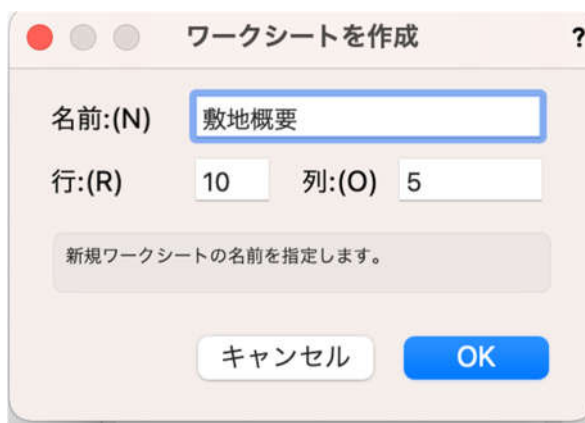 ワークシートを作成 ?
名前:(N) 敷地概要
行:(R) 10 列:(O) 5
新規ワークシートの名前を指定します。
キャンセル OK